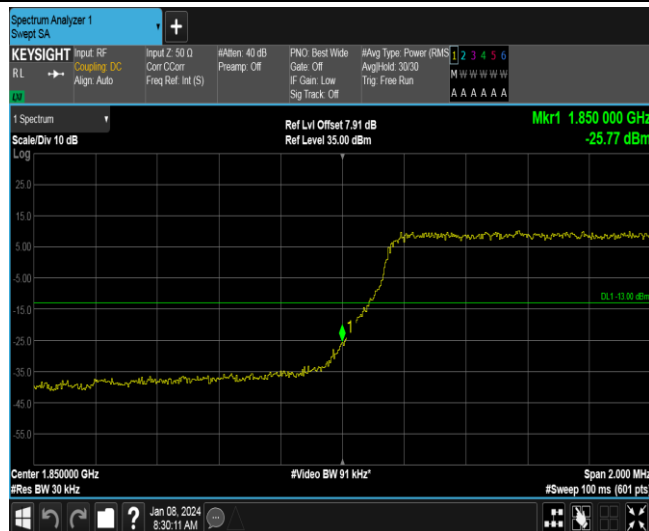 Spectrum Analyzer 1
Swept SA
+
KEYSIGHT
RL
Input: RF
Coupling: DC
Align: Auto
Input Z: 50 Ω
Corr CCorr
Freq Ref: Int (S)
#Atten: 40 dB
Preamp: Off
PNO: Best Wide
Gate: Off
IF Gain: Low
Sig Track: Off
#Avg Type: Power (RMS
Avg|Hold: 30/30
Trig: Free Run
1 2 3 4 5 6
M W W W W W
A A A A A A
1 Spectrum
Scale/Div 10 dB
Log
Ref Lvl Offset 7.91 dB
Ref Level 35.00 dBm
Mkr1 1.850 000 GHz
-25.77 dBm
25.0
15.0
5.00
-5.00
-15.0
-25.0
-35.0
-45.0
-55.0
DL1 -13.00 dBm
1
Center 1.850000 GHz
#Res BW 30 kHz
#Video BW 91 kHz*
Span 2.000 MHz
#Sweep 100 ms (601 pts)
?
Jan 08, 2024
8:30:11 AM